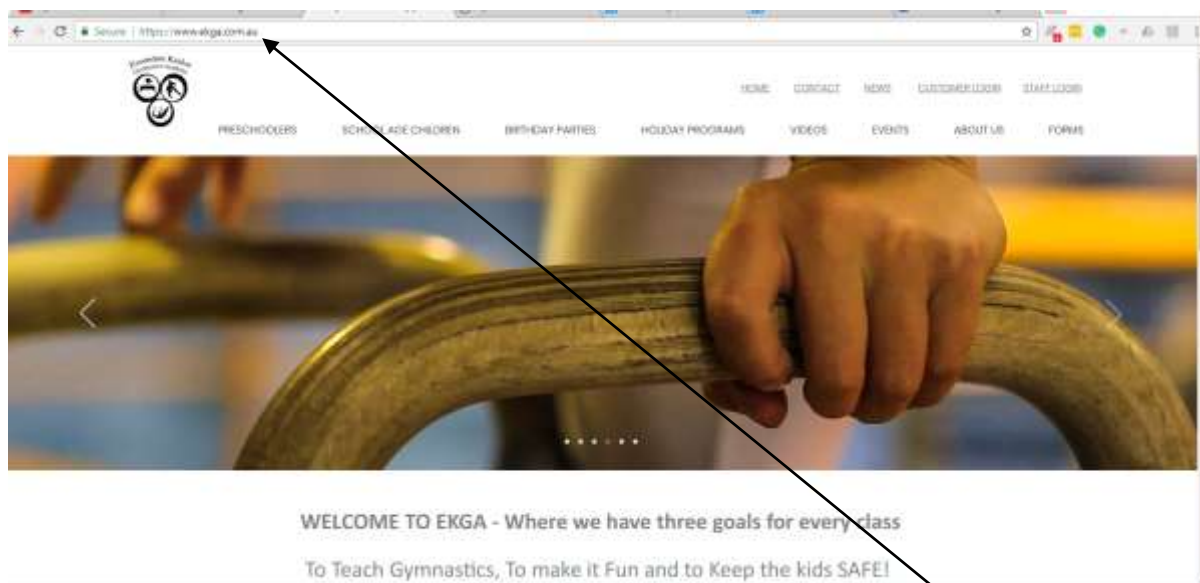 Secure | https://www.ekga.com.au
HOME CONTACT NEWS CUSTOMER LOGIN STAFF LOGIN
PRESCHOOLERS SCHOOL AGE CHILDREN BIRTHDAY PARTIES HOLIDAY PROGRAMS VIDEOS EVENTS ABOUT US FORMS
WELCOME TO EKGA - Where we have three goals for every class
To Teach Gymnastics, To make it Fun and to Keep the kids SAFE!